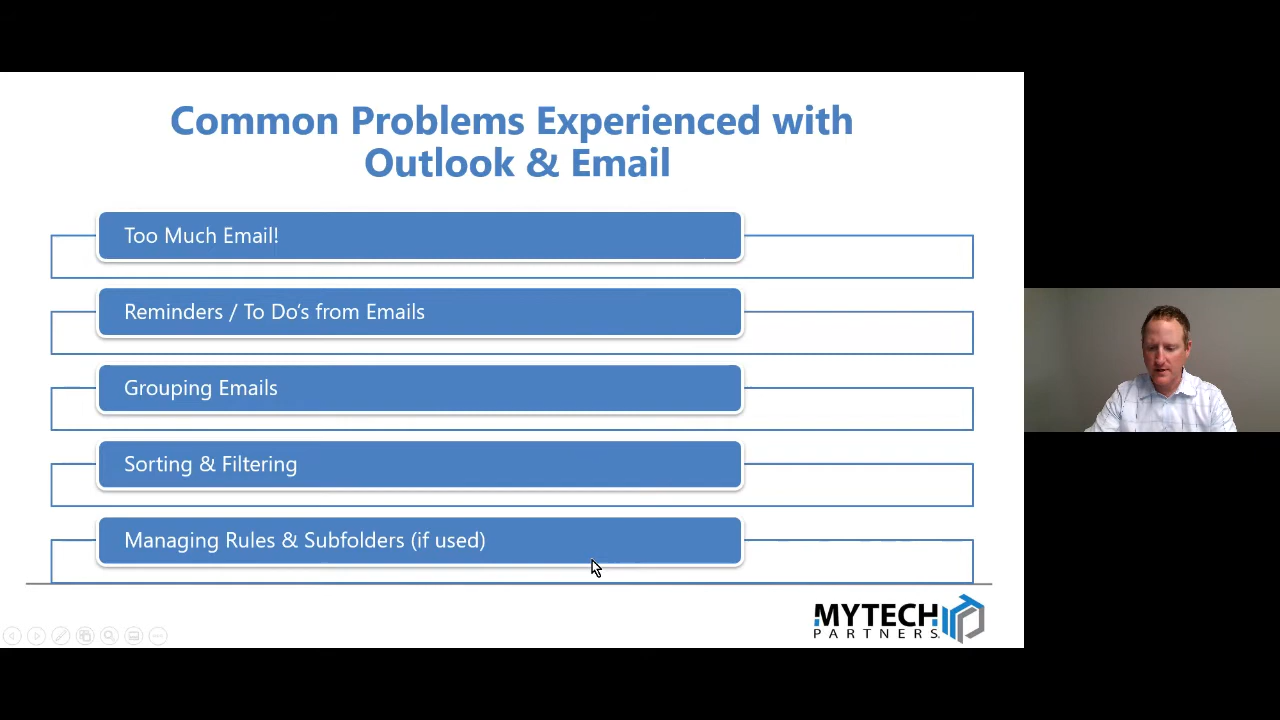 Common Problems Experienced with
Outlook & Email
Too Much Email!
Reminders / To Do‘s from Emails
Grouping Emails
Sorting & Filtering
Managing Rules & Subfolders (if used)
MYTECH
PARTNERS